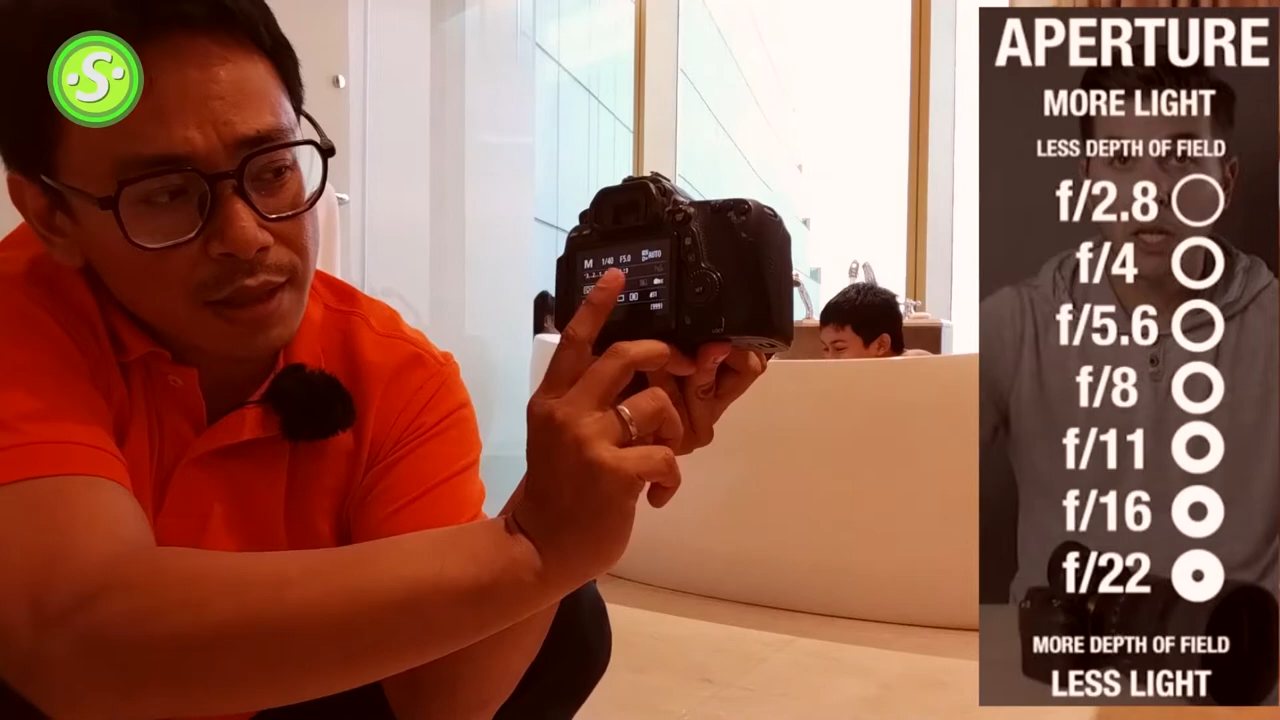 S
M 1/40 F5.0 AUTO
APERTURE
MORE LIGHT
LESS DEPTH OF FIELD
f/2.8
f/4
f/5.6
f/8
f/11
f/16
f/22
MORE DEPTH OF FIELD
LESS LIGHT